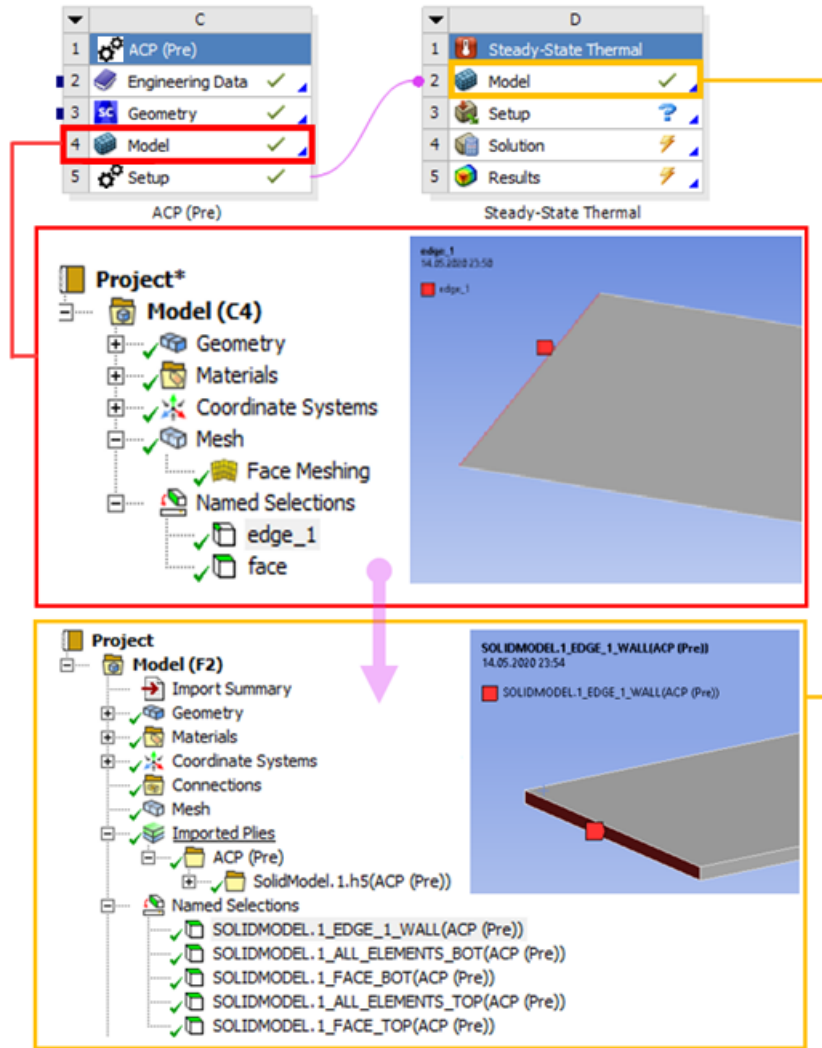 C
1 ACP (Pre)
2 Engineering Data
3 SC Geometry
4 Model
5 Setup
ACP (Pre)
D
1 Steady-State Thermal
2 Model
3 Setup ?
4 Solution
5 Results
Steady-State Thermal
Project*
Model (C4)
Geometry
Materials
Coordinate Systems
Mesh
Face Meshing
Named Selections
edge_1
face
edge_1
14.05.2020 23:50
edge_1
Project
Model (F2)
Import Summary
Geometry
Materials
Coordinate Systems
Connections
Mesh
Imported Plies
ACP (Pre)
SolidModel.1.h5(ACP (Pre))
Named Selections
SOLIDMODEL.1_EDGE_1_WALL(ACP (Pre))
SOLIDMODEL.1_ALL_ELEMENTS_BOT(ACP (Pre))
SOLIDMODEL.1_FACE_BOT(ACP (Pre))
SOLIDMODEL.1_ALL_ELEMENTS_TOP(ACP (Pre))
SOLIDMODEL.1_FACE_TOP(ACP (Pre))
SOLIDMODEL.1_EDGE_1_WALL(ACP (Pre))
14.05.2020 23:54
SOLIDMODEL.1_EDGE_1_WALL(ACP (Pre))